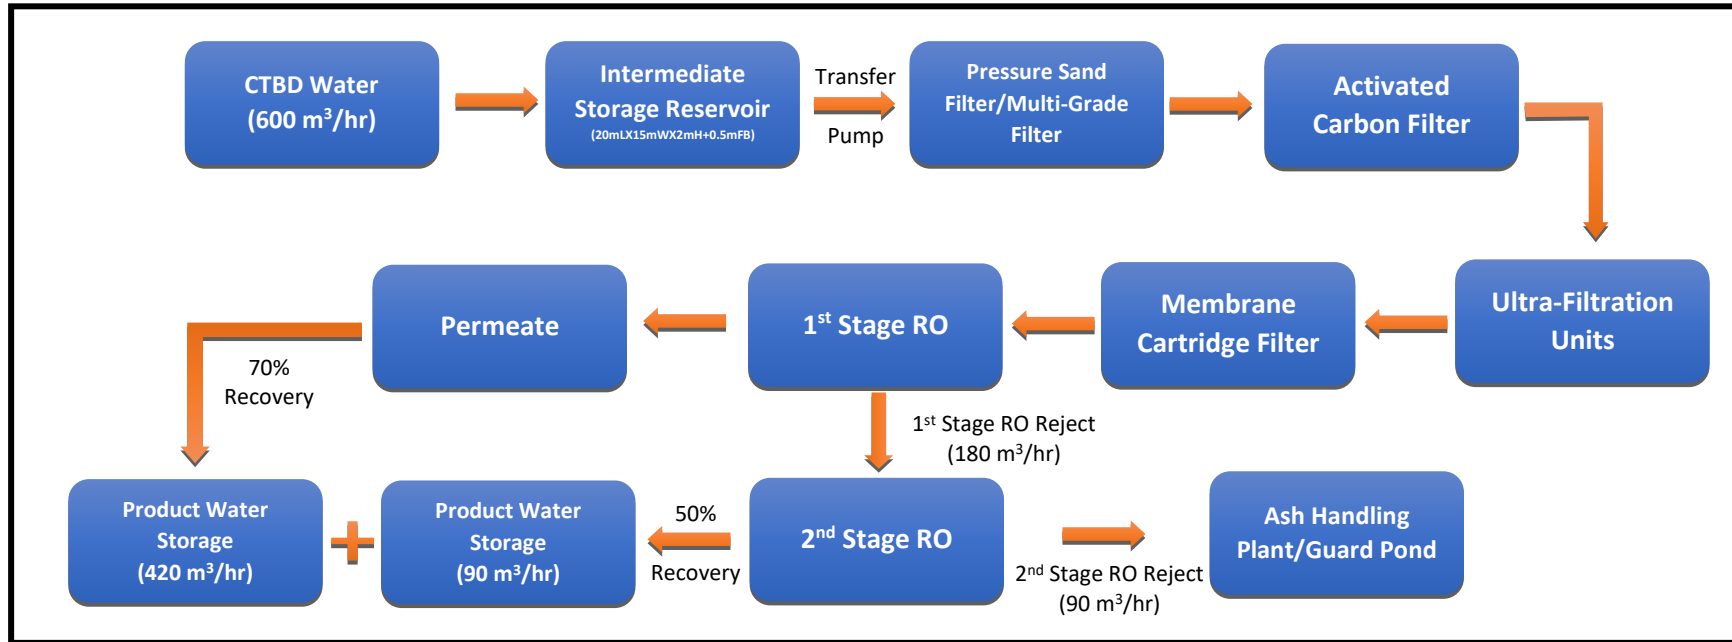 CTBD Water
(600 m³/hr)
Intermediate
Storage Reservoir
(20mLX15mWX2mH+0.5mFB)
Transfer
Pump
Pressure Sand
Filter/Multi-Grade
Filter
Activated
Carbon Filter
Ultra-Filtration
Units
Membrane
Cartridge Filter
1st Stage RO
Permeate
70%
Recovery
1st Stage RO Reject
(180 m³/hr)
Product Water
Storage
(420 m³/hr)
Product Water
Storage
(90 m³/hr)
50%
Recovery
2nd Stage RO
2nd Stage RO Reject
(90 m³/hr)
Ash Handling
Plant/Guard Pond